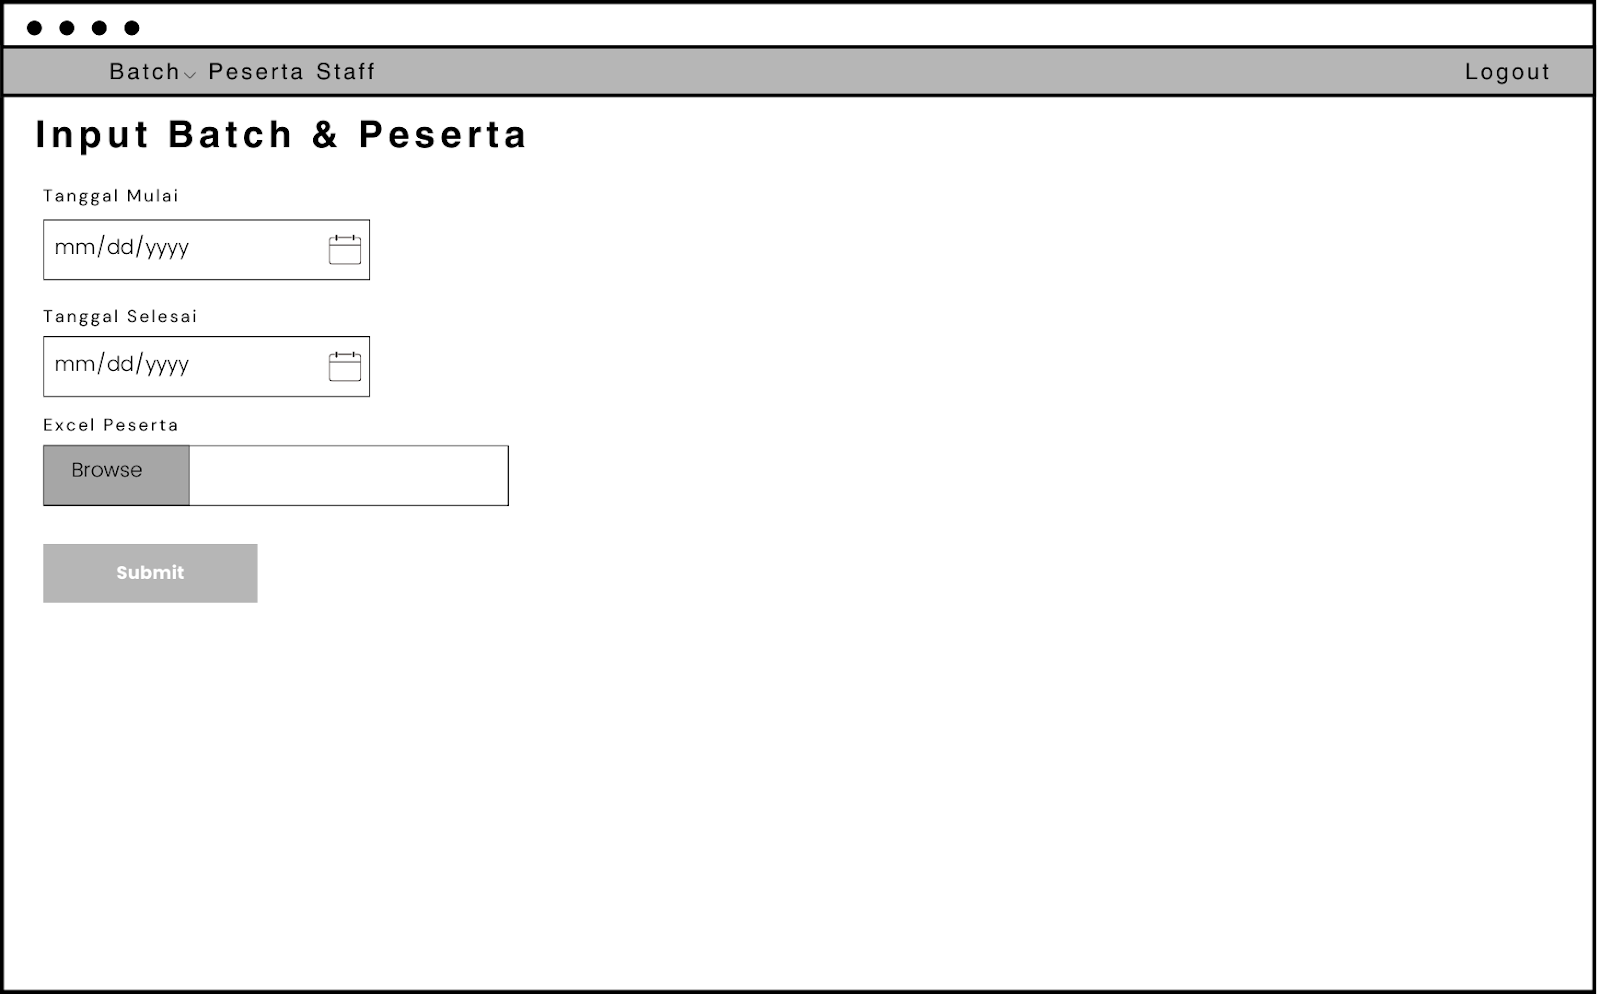 Batch Peserta Staff Logout
Input Batch & Peserta
Tanggal Mulai
mm/dd/yyyy
Tanggal Selesai
mm/dd/yyyy
Excel Peserta
Browse
Submit